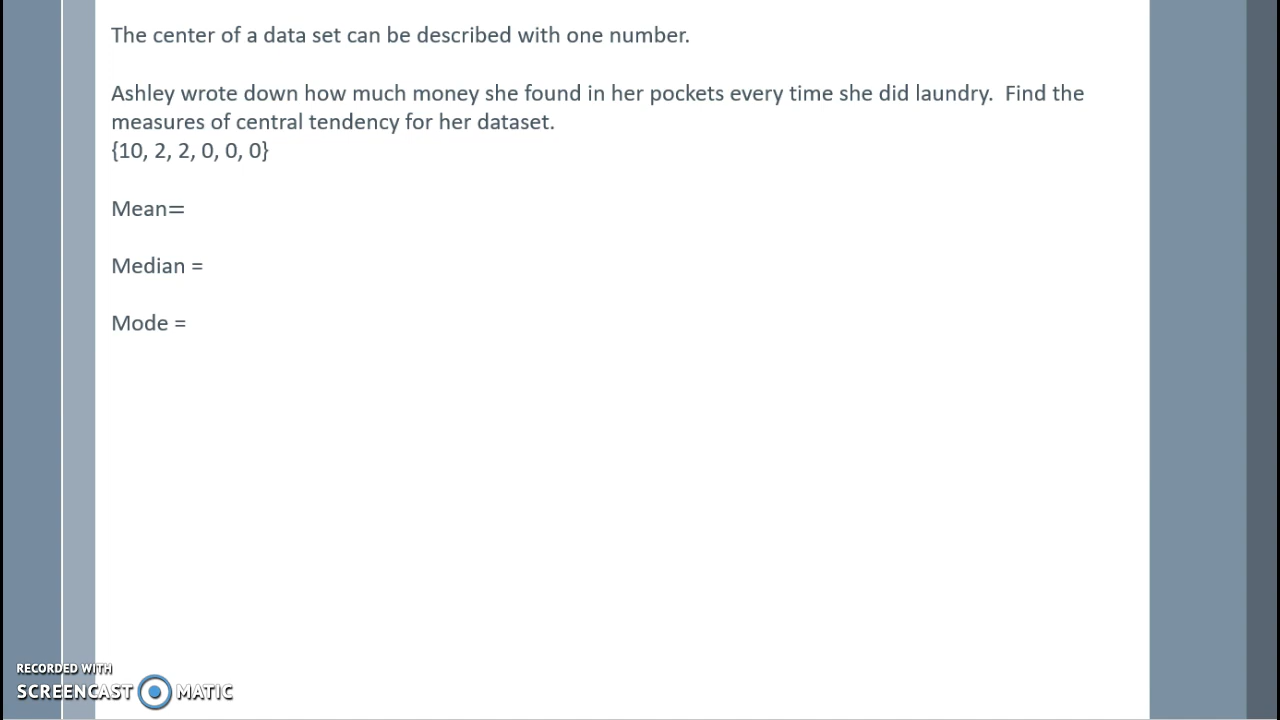 The center of a data set can be described with one number.
Ashley wrote down how much money she found in her pockets every time she did laundry.  Find the
measures of central tendency for her dataset.
{10, 2, 2, 0, 0, 0}
Mean=
Median =
Mode =
RECORDED WITH
SCREENCAST MATIC